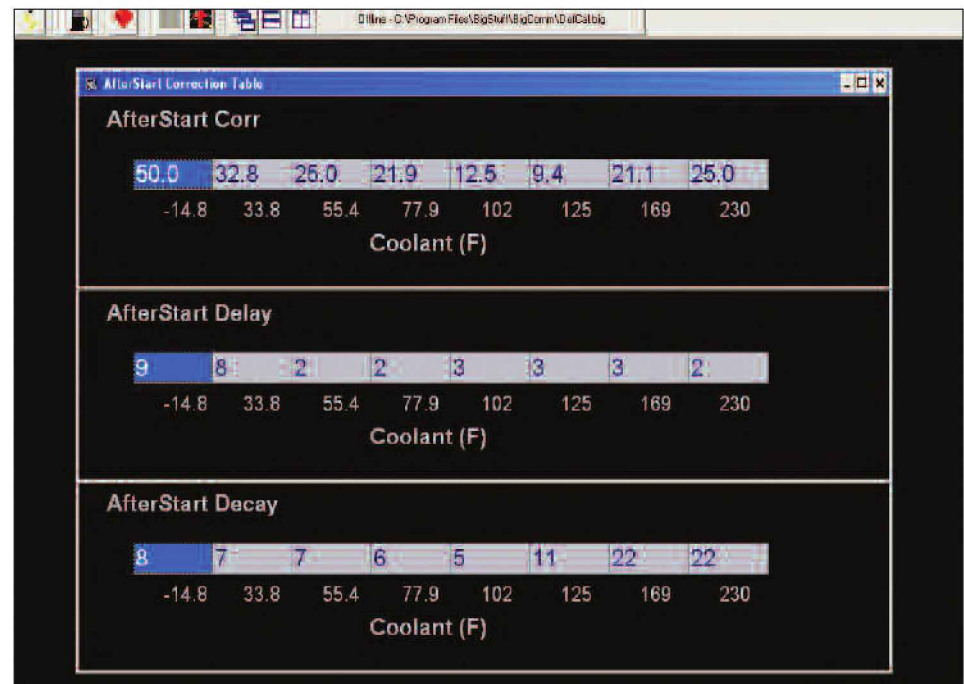 Offline - C:\Program Files\BigStuff\BigComm\DefCal.big
AfterStart Correction Table
AfterStart Corr
50.0 32.8 25.0 21.9 12.5 9.4 21.1 25.0
-14.8 33.8 55.4 77.9 102 125 169 230
Coolant (F)
AfterStart Delay
9 8 2 2 3 3 3 2
-14.8 33.8 55.4 77.9 102 125 169 230
Coolant (F)
AfterStart Decay
8 7 7 6 5 11 22 22
-14.8 33.8 55.4 77.9 102 125 169 230
Coolant (F)